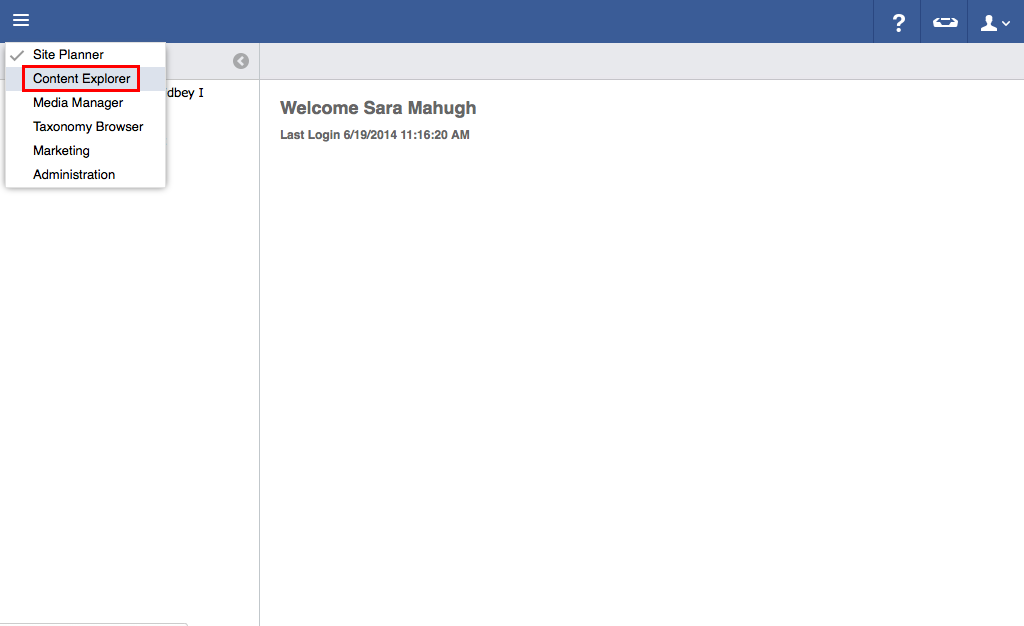 ?
Site Planner
Content Explorer
Media Manager
dbey I
Taxonomy Browser
Marketing
Administration
Welcome Sara Mahugh
Last Login 6/19/2014 11:16:20 AM